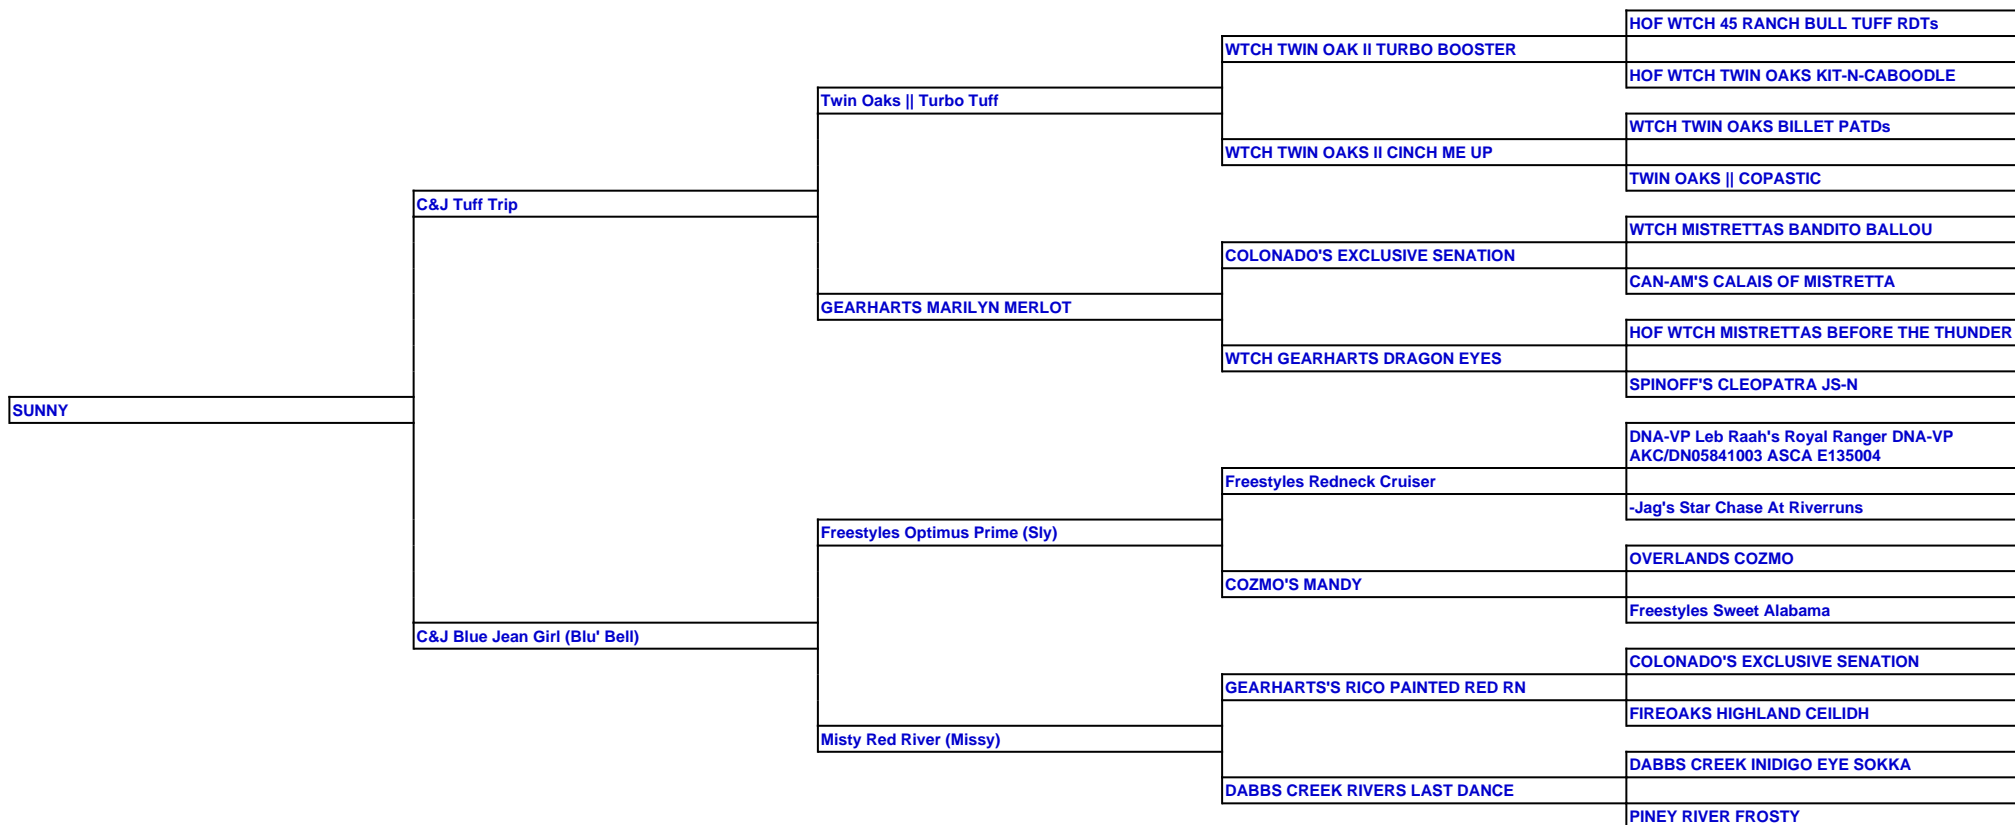 HOF WTCH 45 RANCH BULL TUFF RDTs
WTCH TWIN OAK II TURBO BOOSTER
HOF WTCH TWIN OAKS KIT-N-CABOODLE
Twin Oaks || Turbo Tuff
WTCH TWIN OAKS BILLET PATDs
WTCH TWIN OAKS II CINCH ME UP
TWIN OAKS || COPASTIC
C&J Tuff Trip
WTCH MISTRETTAS BANDITO BALLOU
COLONADO'S EXCLUSIVE SENATION
CAN-AM'S CALAIS OF MISTRETTA
GEARHARTS MARILYN MERLOT
HOF WTCH MISTRETTAS BEFORE THE THUNDER
WTCH GEARHARTS DRAGON EYES
SPINOFF'S CLEOPATRA JS-N
SUNNY
DNA-VP Leb Raah's Royal Ranger DNA-VP
AKC/DN05841003 ASCA E135004
Freestyles Redneck Cruiser
-Jag's Star Chase At Riverruns
Freestyles Optimus Prime (Sly)
OVERLANDS COZMO
COZMO'S MANDY
Freestyles Sweet Alabama
C&J Blue Jean Girl (Blu' Bell)
COLONADO'S EXCLUSIVE SENATION
GEARHARTS'S RICO PAINTED RED RN
FIREOAKS HIGHLAND CEILIDH
Misty Red River (Missy)
DABBS CREEK INIDIGO EYE SOKKA
DABBS CREEK RIVERS LAST DANCE
PINEY RIVER FROSTY